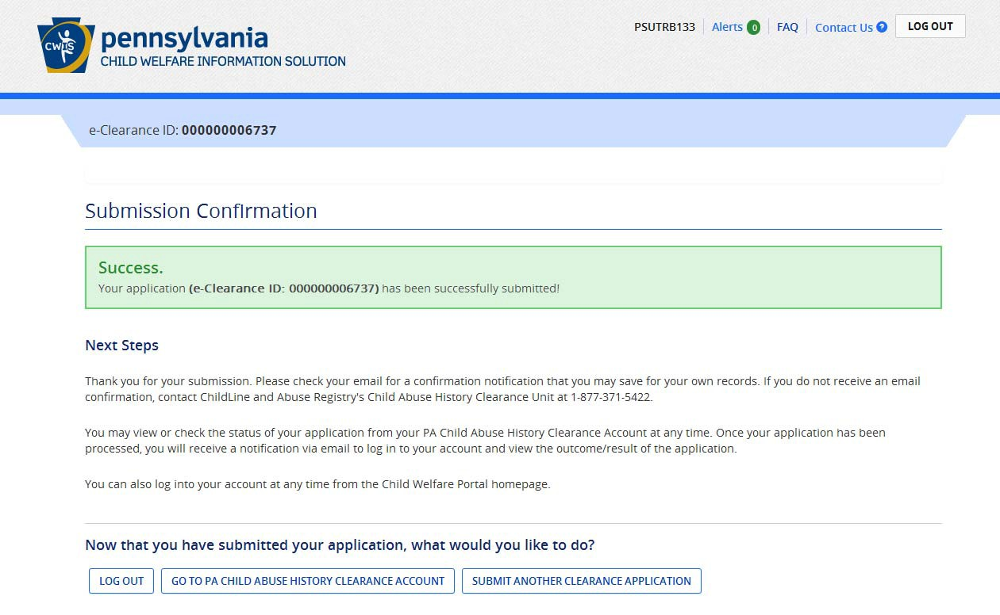 CWIS
pennsylvania
CHILD WELFARE INFORMATION SOLUTION
PSUTRB133 Alerts 0 FAQ Contact Us ? LOG OUT
e-Clearance ID: 000000006737
Submission Confirmation
Success.
Your application (e-Clearance ID: 000000006737) has been successfully submitted!
Next Steps
Thank you for your submission. Please check your email for a confirmation notification that you may save for your own records. If you do not receive an email
confirmation, contact ChildLine and Abuse Registry's Child Abuse History Clearance Unit at 1-877-371-5422.
You may view or check the status of your application from your PA Child Abuse History Clearance Account at any time. Once your application has been
processed, you will receive a notification via email to log in to your account and view the outcome/result of the application.
You can also log into your account at any time from the Child Welfare Portal homepage.
Now that you have submitted your application, what would you like to do?
LOG OUT GO TO PA CHILD ABUSE HISTORY CLEARANCE ACCOUNT SUBMIT ANOTHER CLEARANCE APPLICATION